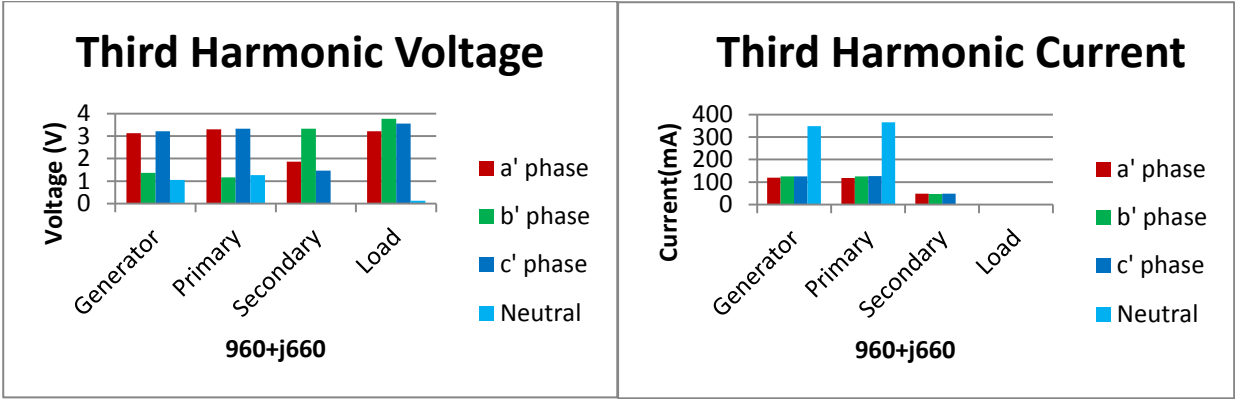 Third Harmonic Voltage
Voltage (V)
4
3
2
1
0
Generator
Primary
Secondary
Load
960+j660
a' phase
b' phase
c' phase
Neutral
Third Harmonic Current
Current(mA)
400
300
200
100
0
Generator
Primary
Secondary
Load
960+j660
a' phase
b' phase
c' phase
Neutral